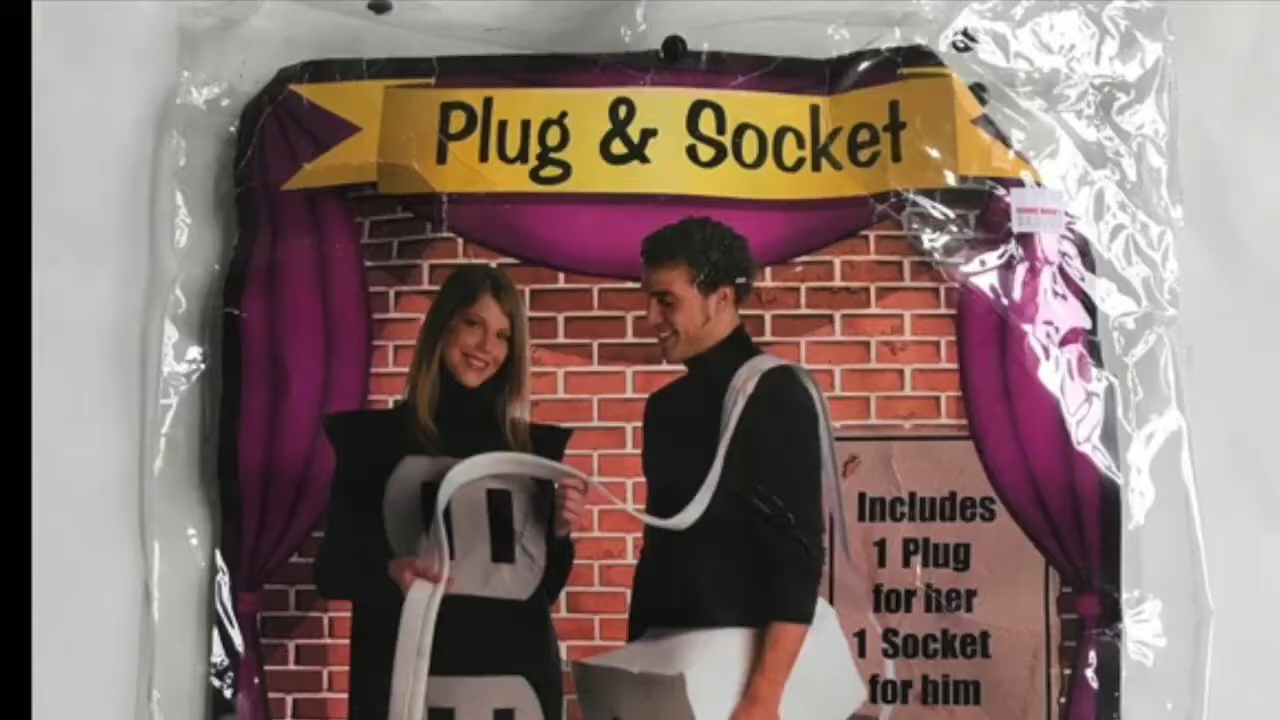 Plug & Socket
Includes
1 Plug
for her
1 Socket
for him